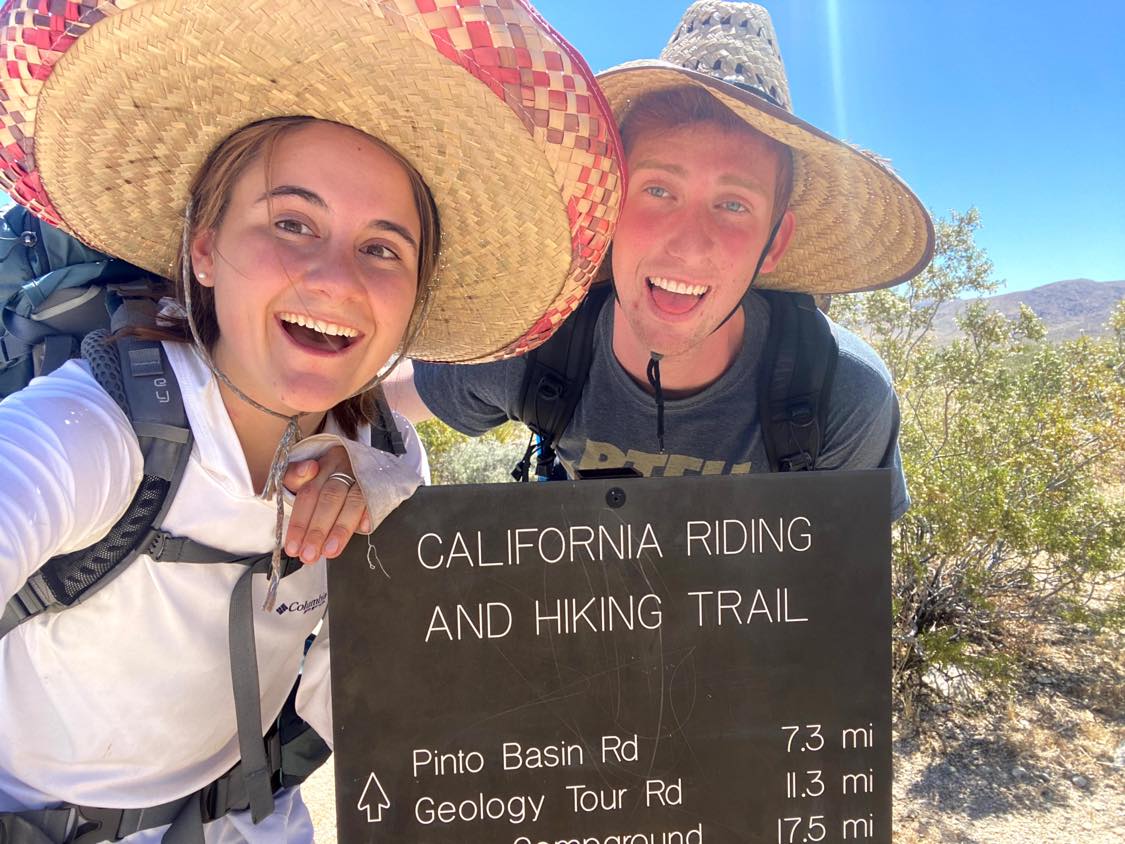 CALIFORNIA RIDING
AND HIKING TRAIL
Pinto Basin Rd 7.3 mi
Geology Tour Rd 11.3 mi
Campground 17.5 mi
Columbia